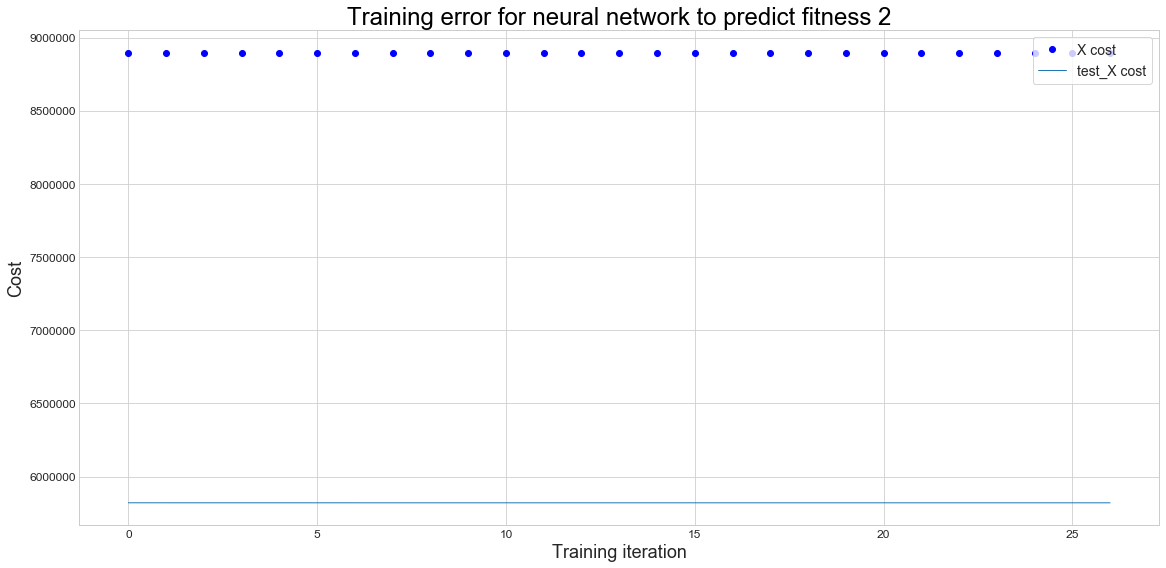 Training error for neural network to predict fitness 2
9000000
8500000
8000000
7500000
7000000
6500000
6000000
Cost
X cost
test_X cost
0 5 10 15 20 25
Training iteration